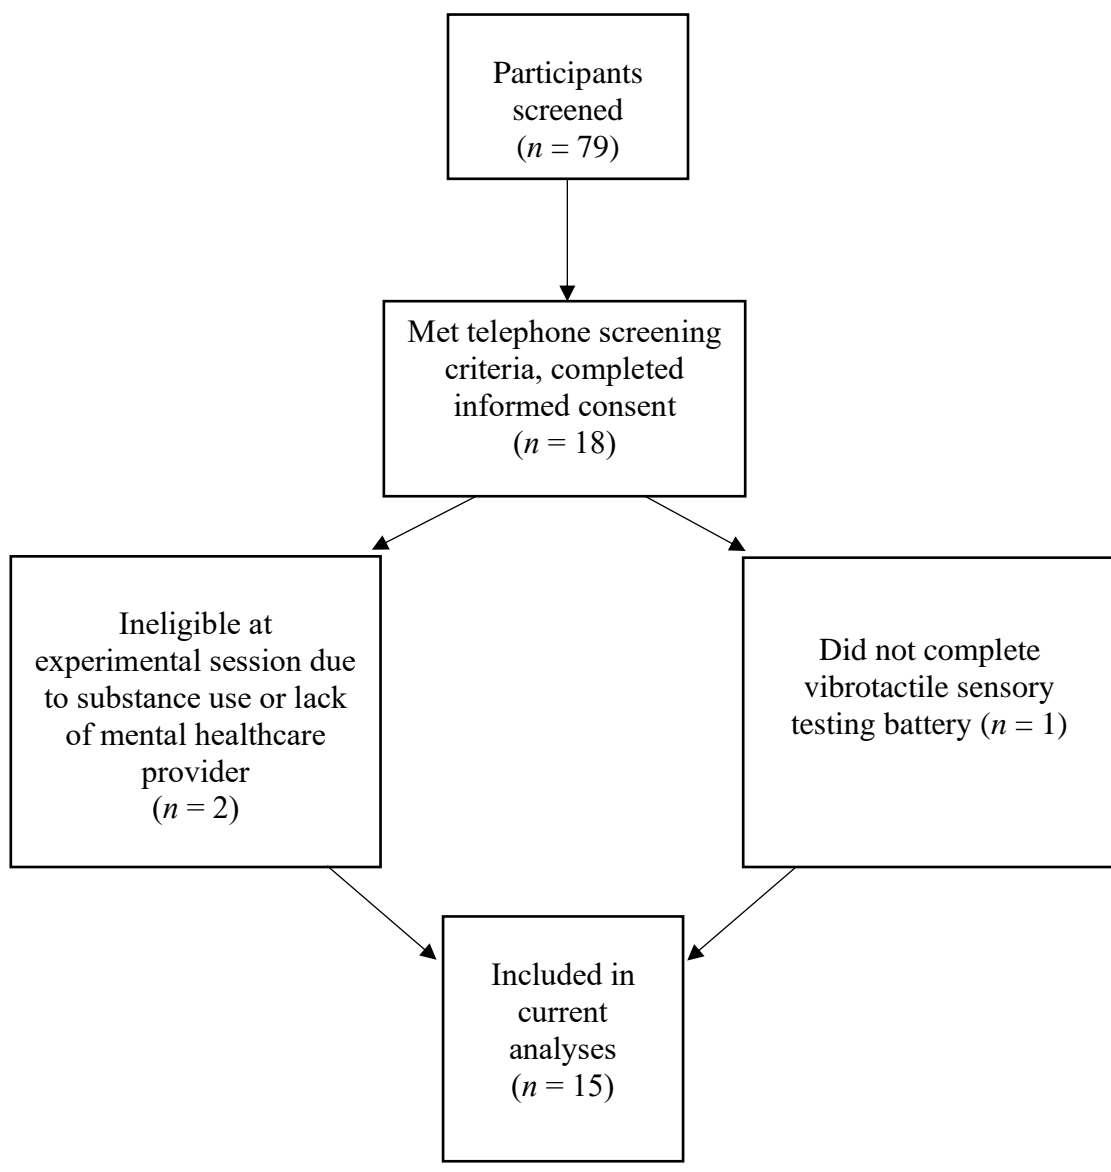 Participants
screened
(n = 79)
Met telephone screening
criteria, completed
informed consent
(n = 18)
Ineligible at
experimental session due
to substance use or lack
of mental healthcare
provider
(n = 2)
Did not complete
vibrotactile sensory
testing battery (n = 1)
Included in
current
analyses
(n = 15)